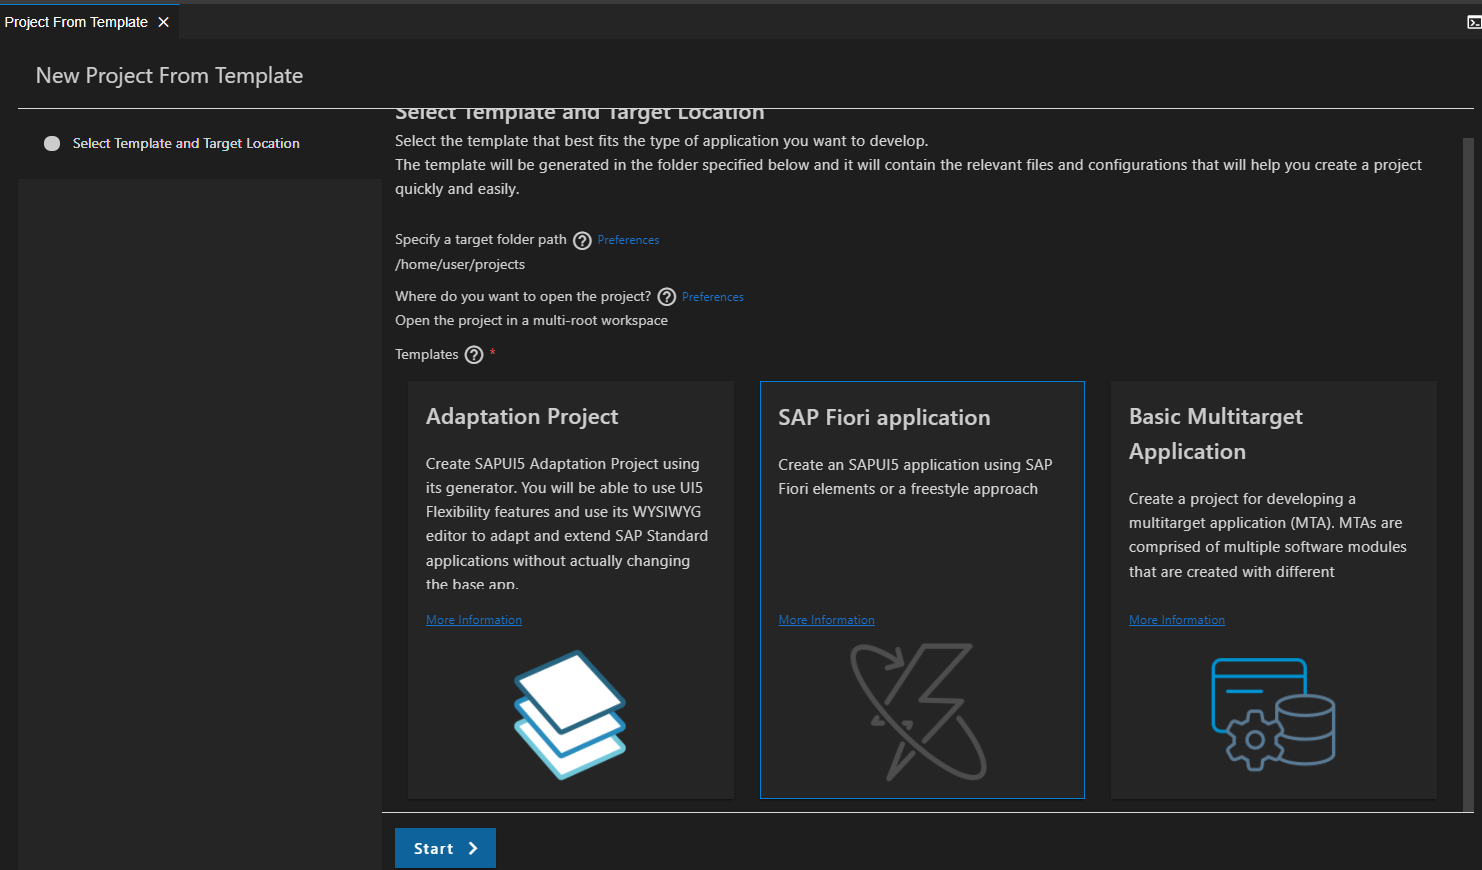 Project From Template
New Project From Template
Select Template and Target Location
Select Template and Target Location
Select the template that best fits the type of application you want to develop.
The template will be generated in the folder specified below and it will contain the relevant files and configurations that will help you create a project
quickly and easily.
Specify a target folder path ? Preferences
/home/user/projects
Where do you want to open the project? ? Preferences
Open the project in a multi-root workspace
Templates ? *
Adaptation Project
Create SAPUI5 Adaptation Project using
its generator. You will be able to use UI5
Flexibility features and use its WYSIWYG
editor to adapt and extend SAP Standard
applications without actually changing
the base app.
More Information
SAP Fiori application
Create an SAPUI5 application using SAP
Fiori elements or a freestyle approach
More Information
Basic Multitarget
Application
Create a project for developing a
multitarget application (MTA). MTAs are
comprised of multiple software modules
that are created with different
More Information
Start